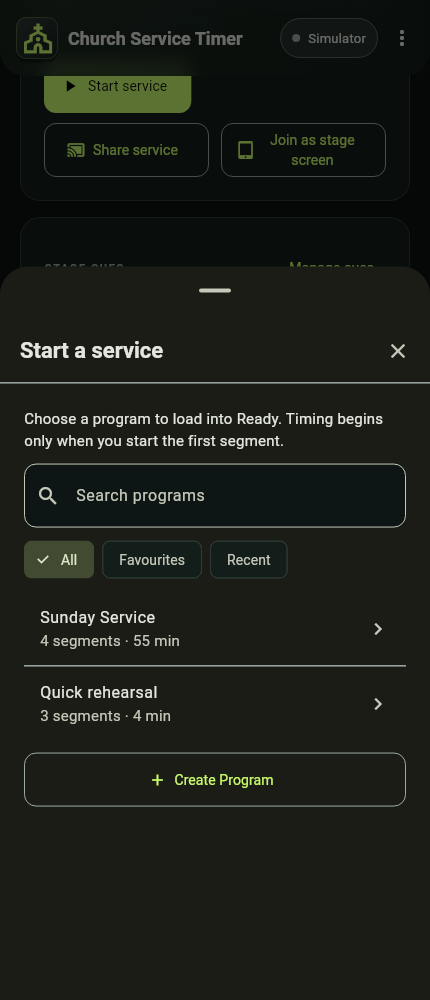 Church Service Timer
Simulator
Start service
Share service
Join as stage
screen
Start a service
Choose a program to load into Ready. Timing begins
only when you start the first segment.
Search programs
All
Favourites
Recent
Sunday Service
4 segments · 55 min
Quick rehearsal
3 segments · 4 min
Create Program